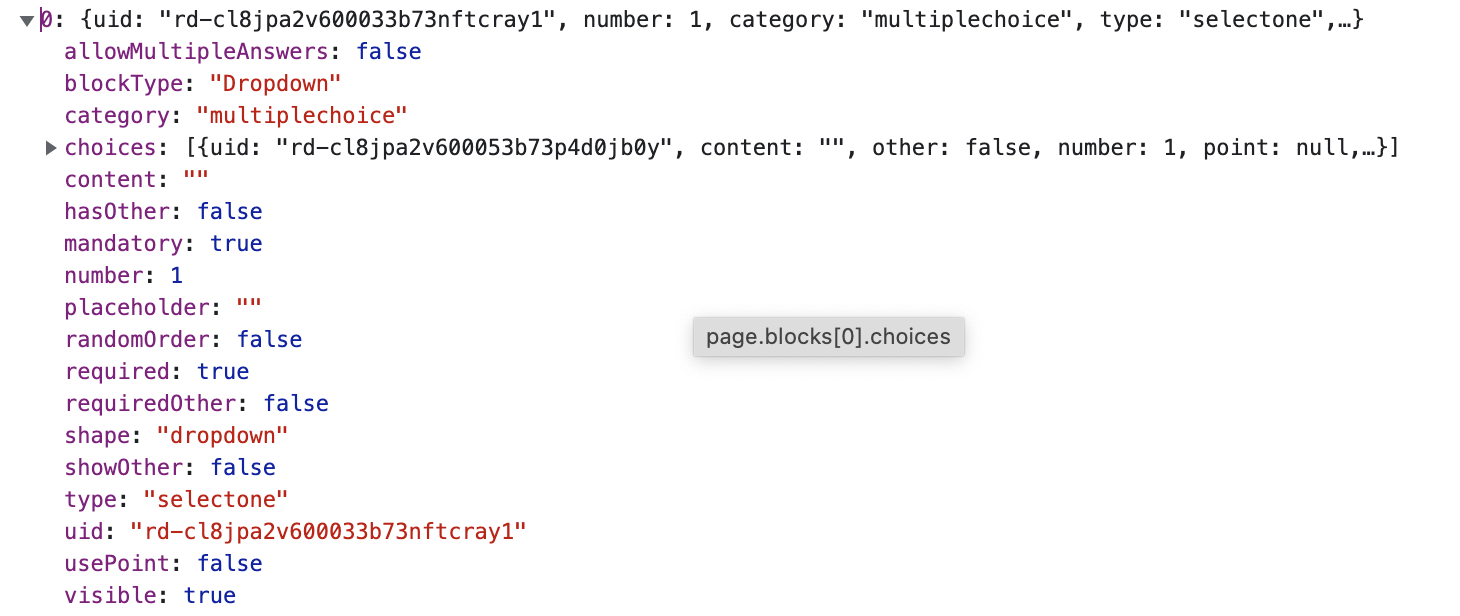 0: {uid: "rd-cl8jpa2v600033b73nftcray1", number: 1, category: "multiplechoice", type: "selectone",…}
allowMultipleAnswers: false
blockType: "Dropdown"
category: "multiplechoice"
choices: [{uid: "rd-cl8jpa2v600053b73p4d0jb0y", content: "", other: false, number: 1, point: null,…}]
content: ""
hasOther: false
mandatory: true
number: 1
placeholder: ""
randomOrder: false
page.blocks[0].choices
required: true
requiredOther: false
shape: "dropdown"
showOther: false
type: "selectone"
uid: "rd-cl8jpa2v600033b73nftcray1"
usePoint: false
visible: true